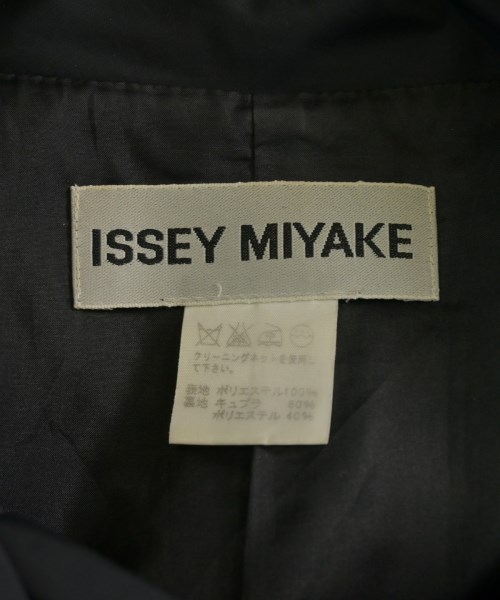 ISSEY MIYAKE
クリーニングネットを使用し
て下さい。
表地 ポリエステル100%
裏地 キュプラ 60%
ポリエステル 40%